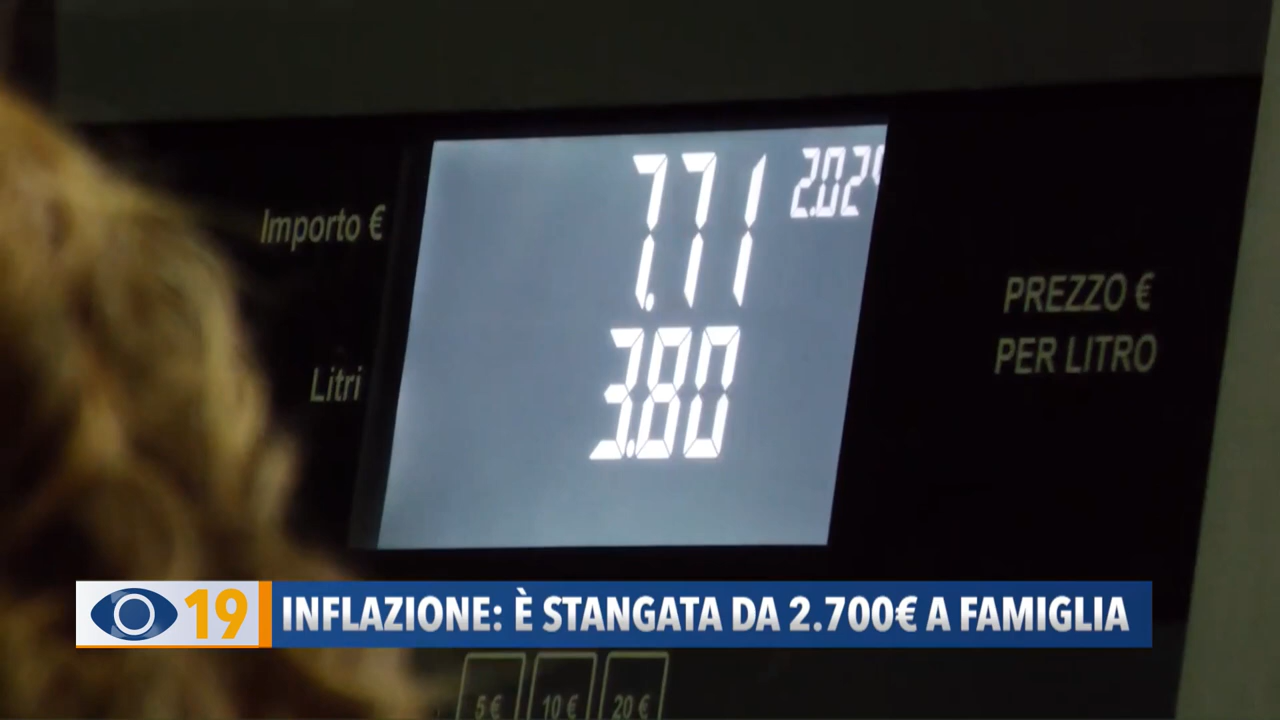 Importo €
7.71
2.02
Litri
3.80
PREZZO €
PER LITRO
19
INFLAZIONE: È STANGATA DA 2.700€ A FAMIGLIA
5€
10€
20€